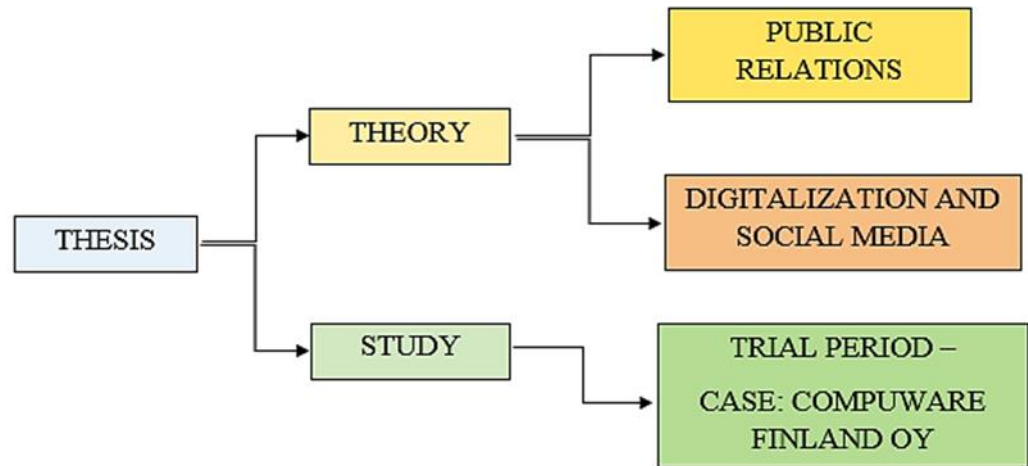 THESIS
THEORY
STUDY
PUBLIC
RELATIONS
DIGITALIZATION AND
SOCIAL MEDIA
TRIAL PERIOD –
CASE: COMPUWARE
FINLAND OY